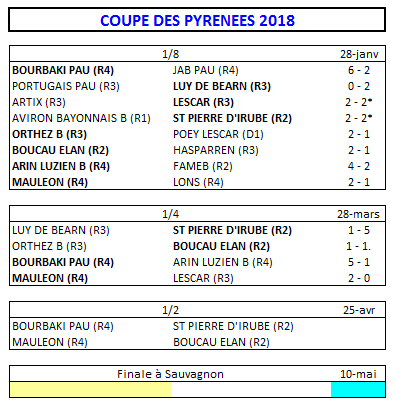 COUPE DES PYRENEES 2018
1/8 28-janv
BOURBAKI PAU (R4) JAB PAU (R4) 6 - 2
PORTUGAIS PAU (R3) LUY DE BEARN (R3) 0 - 2
ARTIX (R3) LESCAR (R3) 2 - 2*
AVIRON BAYONNAIS B (R1) ST PIERRE D'IRUBE (R2) 2 - 2*
ORTHEZ B (R3) POEY LESCAR (D1) 2 - 1
BOUCAU ELAN (R2) HASPARREN (R3) 2 - 1
ARIN LUZIEN B (R4) FAMEB (R2) 4 - 2
MAULEON (R4) LONS (R4) 2 - 1
1/4 28-mars
LUY DE BEARN (R3) ST PIERRE D'IRUBE (R2) 1 - 5
ORTHEZ B (R3) BOUCAU ELAN (R2) 1 - 1.
BOURBAKI PAU (R4) ARIN LUZIEN B (R4) 5 - 1
MAULEON (R4) LESCAR (R3) 2 - 0
1/2 25-avr
BOURBAKI PAU (R4) ST PIERRE D'IRUBE (R2)
MAULEON (R4) BOUCAU ELAN (R2)
Finale à Sauvagnon 10-mai